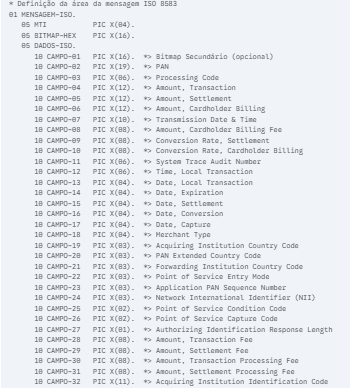 * Definição da área da mensagem ISO 8583
01 MENSAGEM-ISO.
05 MTI PIC X(04).
05 BITMAP-HEX PIC X(16).
05 DADOS-ISO.
10 CAMPO-01 PIC X(16). *> Bitmap Secundário (opcional)
10 CAMPO-02 PIC X(19). *> PAN
10 CAMPO-03 PIC X(06). *> Processing Code
10 CAMPO-04 PIC X(12). *> Amount, Transaction
10 CAMPO-05 PIC X(12). *> Amount, Settlement
10 CAMPO-06 PIC X(12). *> Amount, Cardholder Billing
10 CAMPO-07 PIC X(10). *> Transmission Date & Time
10 CAMPO-08 PIC X(08). *> Amount, Cardholder Billing Fee
10 CAMPO-09 PIC X(08). *> Conversion Rate, Settlement
10 CAMPO-10 PIC X(08). *> Conversion Rate, Cardholder Billing
10 CAMPO-11 PIC X(06). *> System Trace Audit Number
10 CAMPO-12 PIC X(06). *> Time, Local Transaction
10 CAMPO-13 PIC X(04). *> Date, Local Transaction
10 CAMPO-14 PIC X(04). *> Date, Expiration
10 CAMPO-15 PIC X(04). *> Date, Settlement
10 CAMPO-16 PIC X(04). *> Date, Conversion
10 CAMPO-17 PIC X(04). *> Date, Capture
10 CAMPO-18 PIC X(04). *> Merchant Type
10 CAMPO-19 PIC X(03). *> Acquiring Institution Country Code
10 CAMPO-20 PIC X(03). *> PAN Extended Country Code
10 CAMPO-21 PIC X(03). *> Forwarding Institution Country Code
10 CAMPO-22 PIC X(03). *> Point of Service Entry Mode
10 CAMPO-23 PIC X(03). *> Application PAN Sequence Number
10 CAMPO-24 PIC X(03). *> Network International Identifier (NII)
10 CAMPO-25 PIC X(02). *> Point of Service Condition Code
10 CAMPO-26 PIC X(02). *> Point of Service Capture Code
10 CAMPO-27 PIC X(01). *> Authorizing Identification Response Length
10 CAMPO-28 PIC X(08). *> Amount, Transaction Fee
10 CAMPO-29 PIC X(08). *> Amount, Settlement Fee
10 CAMPO-30 PIC X(08). *> Amount, Transaction Processing Fee
10 CAMPO-31 PIC X(08). *> Amount, Settlement Processing Fee
10 CAMPO-32 PIC X(11). *> Acquiring Institution Identification Code